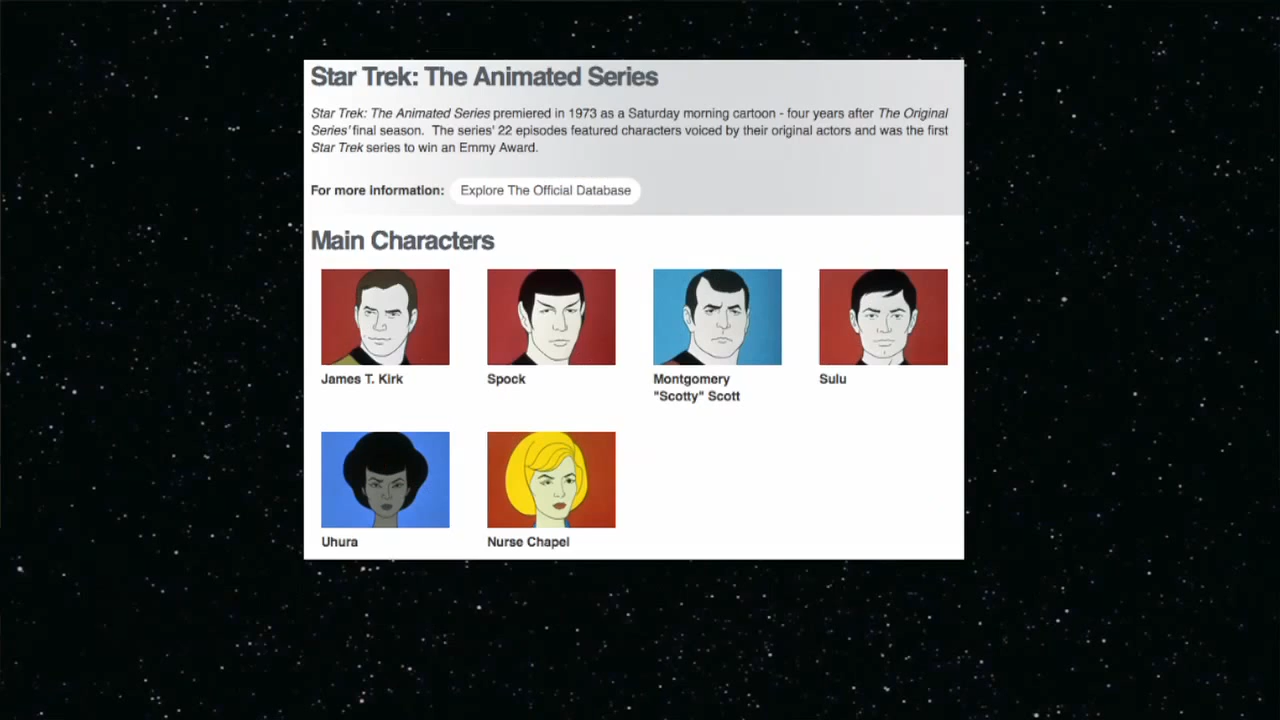 Star Trek: The Animated Series
Star Trek: The Animated Series premiered in 1973 as a Saturday morning cartoon - four years after The Original
Series' final season. The series' 22 episodes featured characters voiced by their original actors and was the first
Star Trek series to win an Emmy Award.
For more information: Explore The Official Database
Main Characters
James T. Kirk
Spock
Montgomery
"Scotty" Scott
Sulu
Uhura
Nurse Chapel